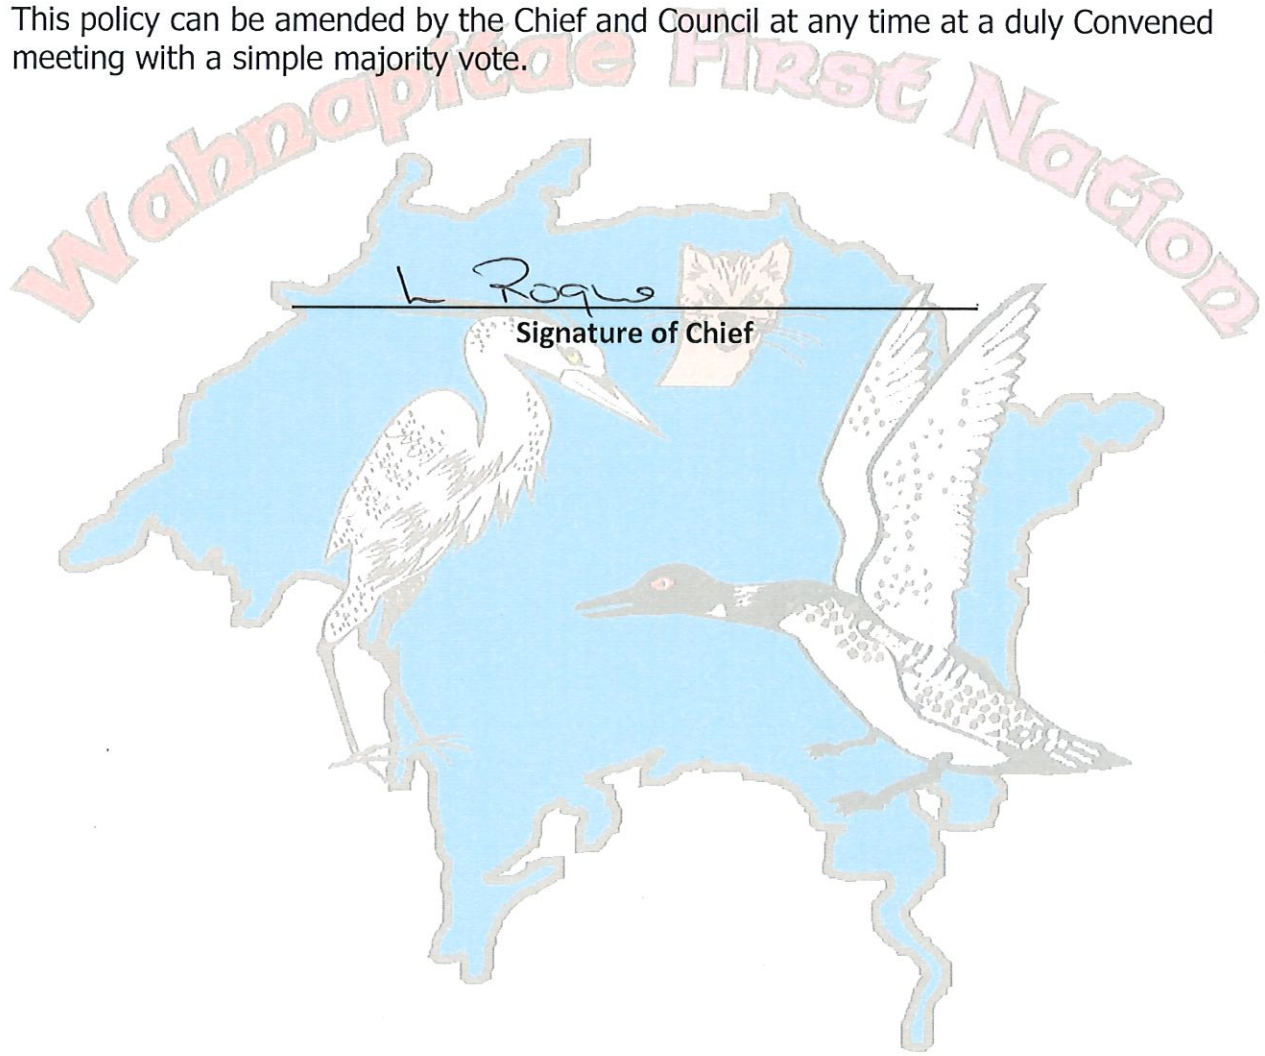 This policy can be amended by the Chief and Council at any time at a duly Convened
meeting with a simple majority vote.
Wahnapitae First Nation
L Roque
Signature of Chief